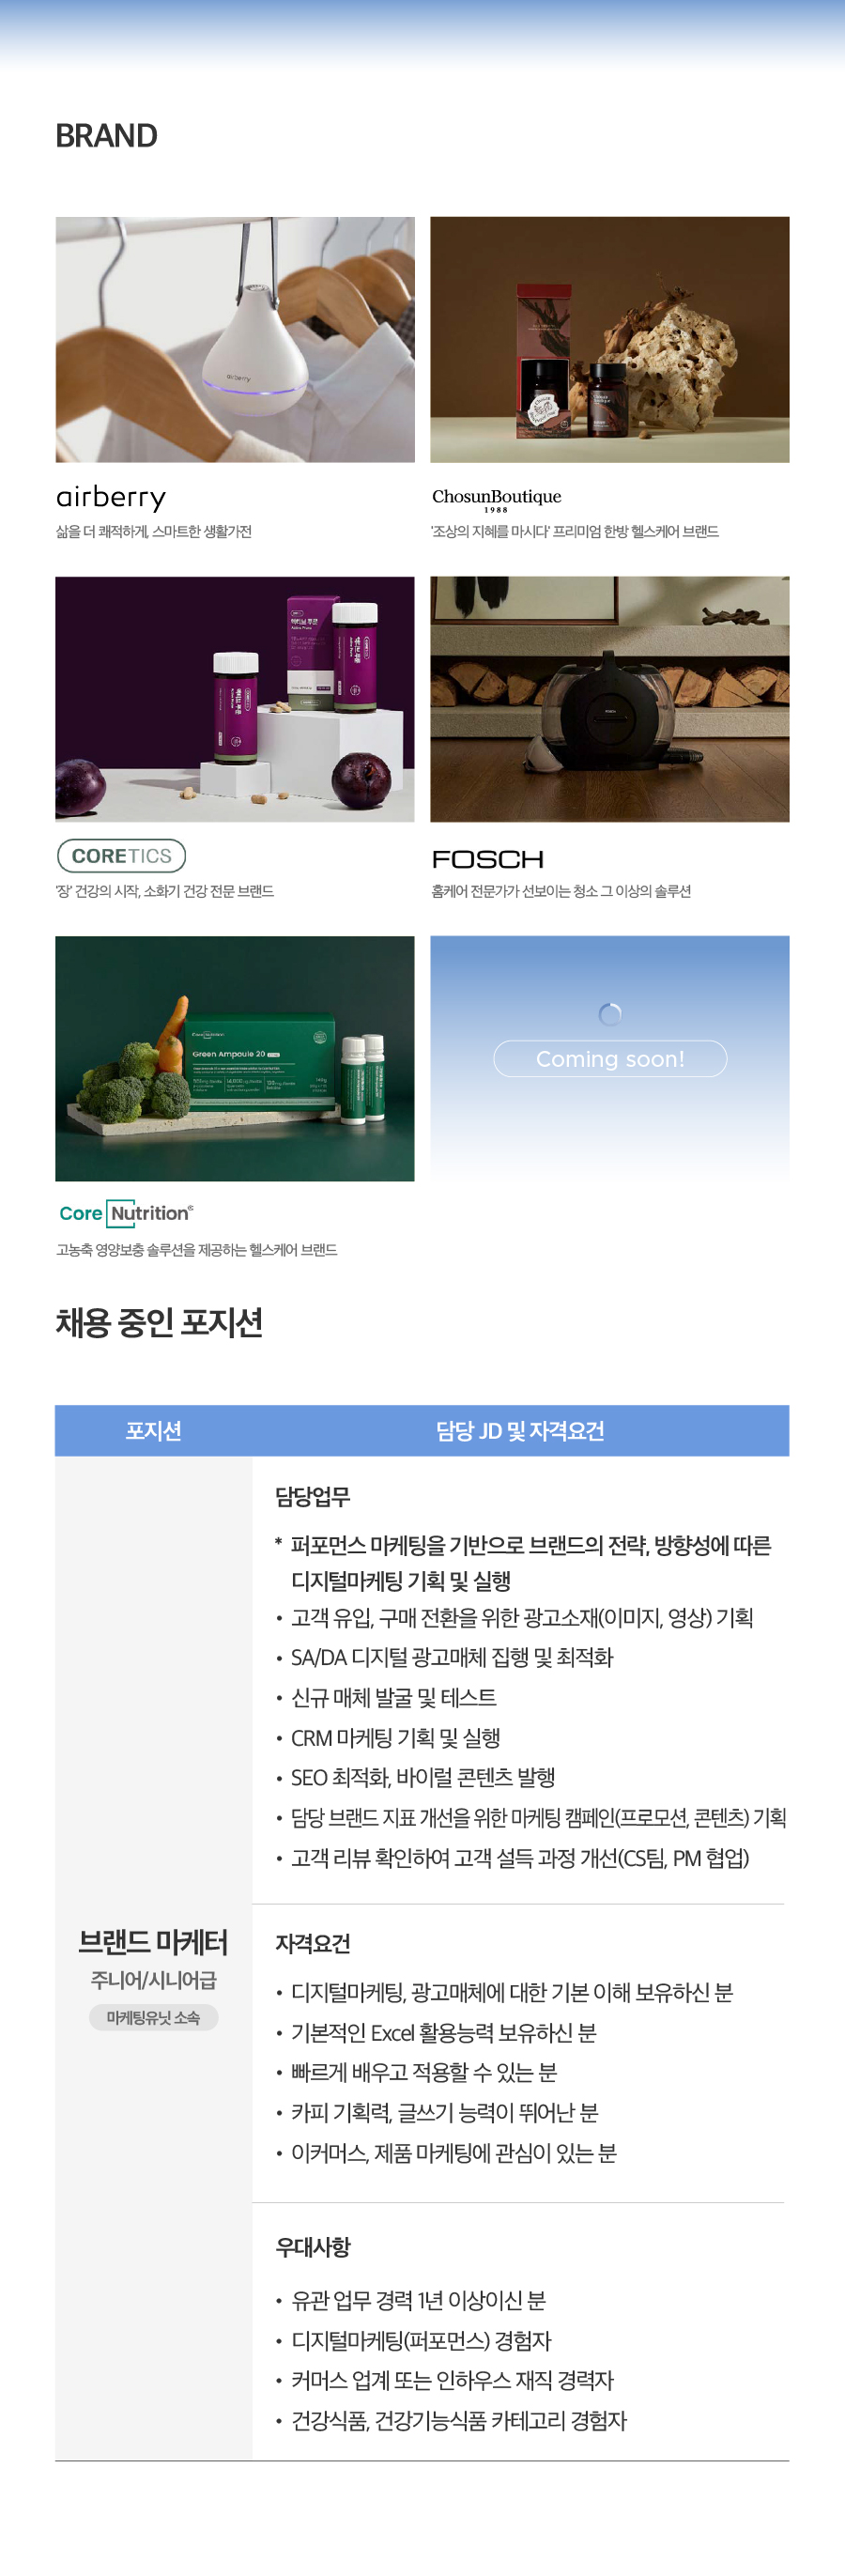 BRAND
airberry
airberry
삶을 더 쾌적하게, 스마트한 생활가전
Chosun
Boutique
ChosunBoutique
1988
'조상의 지혜를 마시다' 프리미엄 한방 헬스케어 브랜드
액티브 푸룬
Active Prune
CORETICS
'장' 건강의 시작, 소화기 건강 전문 브랜드
FOSCH
FOSCH
홈케어 전문가가 선보이는 청소 그 이상의 솔루션
Green Ampoule 20
Core Nutrition
고농축 영양보충 솔루션을 제공하는 헬스케어 브랜드
Coming soon!
채용 중인 포지션
포지션
담당 JD 및 자격요건
브랜드 마케터
주니어/시니어급
마케팅유닛 소속
담당업무
* 퍼포먼스 마케팅을 기반으로 브랜드의 전략, 방향성에 따른
디지털마케팅 기획 및 실행
• 고객 유입, 구매 전환을 위한 광고소재(이미지, 영상) 기획
• SA/DA 디지털 광고매체 집행 및 최적화
• 신규 매체 발굴 및 테스트
• CRM 마케팅 기획 및 실행
• SEO 최적화, 바이럴 콘텐츠 발행
• 담당 브랜드 지표 개선을 위한 마케팅 캠페인(프로모션, 콘텐츠) 기획
• 고객 리뷰 확인하여 고객 설득 과정 개선(CS팀, PM 협업)
자격요건
• 디지털마케팅, 광고매체에 대한 기본 이해 보유하신 분
• 기본적인 Excel 활용능력 보유하신 분
• 빠르게 배우고 적용할 수 있는 분
• 카피 기획력, 글쓰기 능력이 뛰어난 분
• 이커머스, 제품 마케팅에 관심이 있는 분
우대사항
• 유관 업무 경력 1년 이상이신 분
• 디지털마케팅(퍼포먼스) 경험자
• 커머스 업계 또는 인하우스 재직 경력자
• 건강식품, 건강기능식품 카테고리 경험자